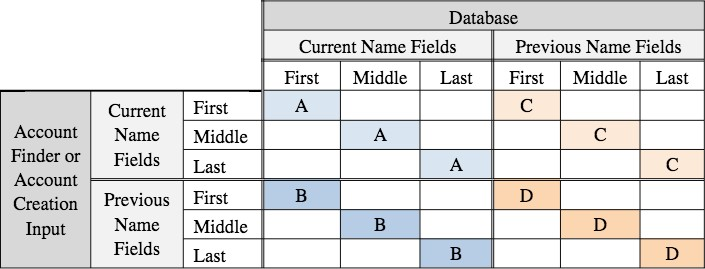 Database
Current Name Fields Previous Name Fields
First Middle Last First Middle Last
Account Finder or Account Creation Input
Current Name Fields
First A C
Middle A C
Last A C
Previous Name Fields
First B D
Middle B D
Last B D